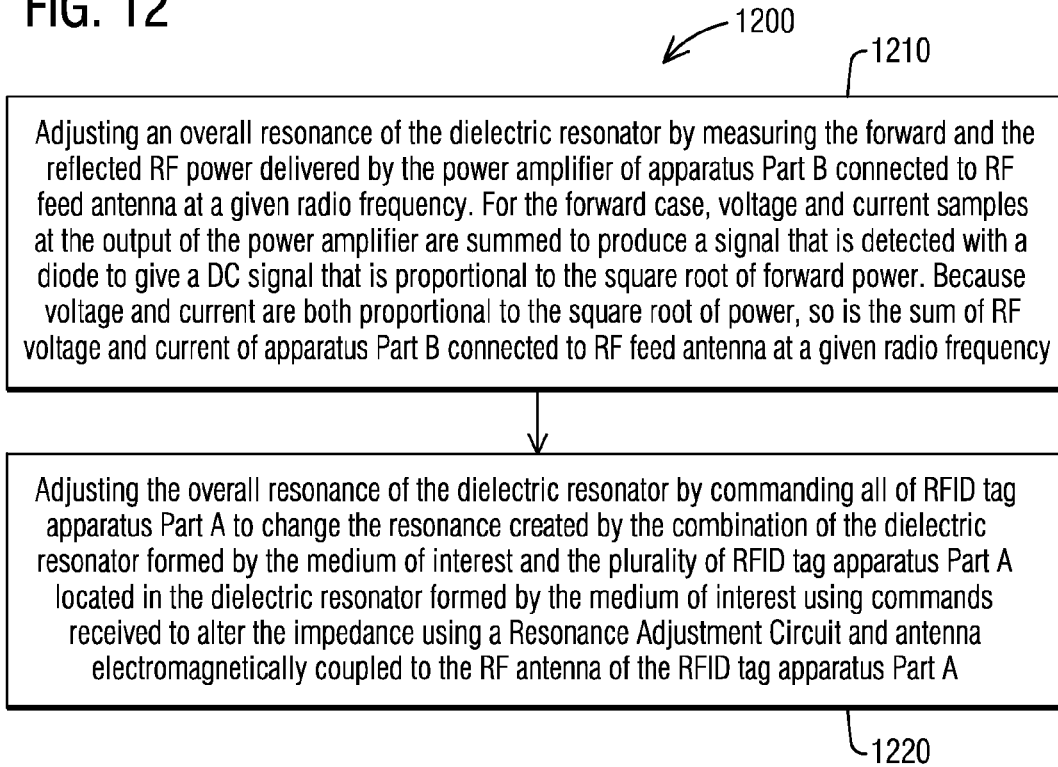 FIG. 12
1200
1210
Adjusting an overall resonance of the dielectric resonator by measuring the forward and the
reflected RF power delivered by the power amplifier of apparatus Part B connected to RF
feed antenna at a given radio frequency. For the forward case, voltage and current samples
at the output of the power amplifier are summed to produce a signal that is detected with a
diode to give a DC signal that is proportional to the square root of forward power. Because
voltage and current are both proportional to the square root of power, so is the sum of RF
voltage and current of apparatus Part B connected to RF feed antenna at a given radio frequency
Adjusting the overall resonance of the dielectric resonator by commanding all of RFID tag
apparatus Part A to change the resonance created by the combination of the dielectric
resonator formed by the medium of interest and the plurality of RFID tag apparatus Part A
located in the dielectric resonator formed by the medium of interest using commands
received to alter the impedance using a Resonance Adjustment Circuit and antenna
electromagnetically coupled to the RF antenna of the RFID tag apparatus Part A
1220